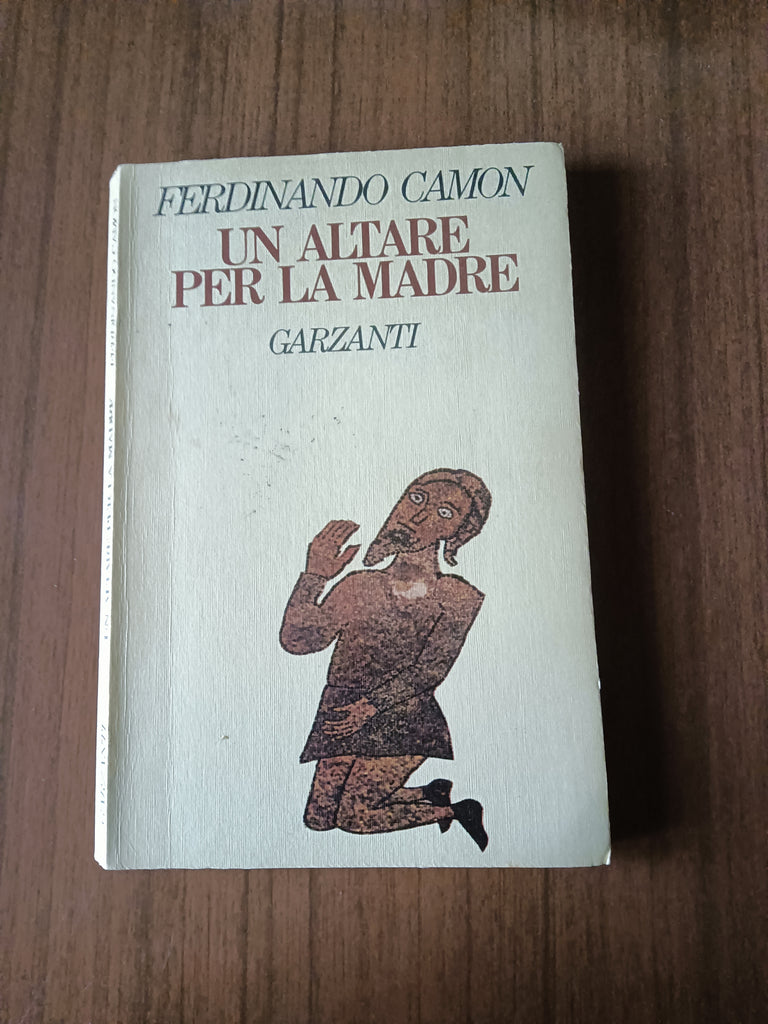 FERDINANDO CAMON
UN ALTARE
PER LA MADRE
GARZANTI